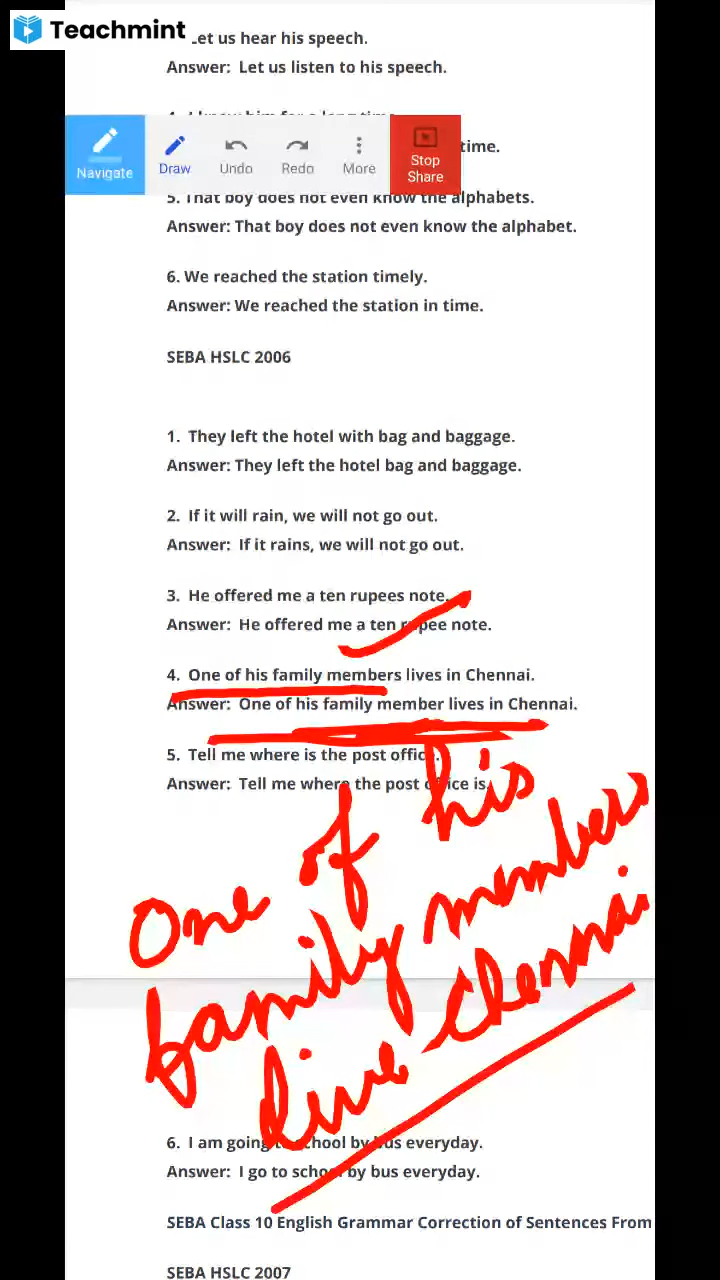 Teachmint
Let us hear his speech.
Answer: Let us listen to his speech.
4. I know him for a long time.
time.
Navigate
Draw
Undo
Redo
More
Stop
Share
5. That boy does not even know the alphabets.
Answer: That boy does not even know the alphabet.
6. We reached the station timely.
Answer: We reached the station in time.
SEBA HSLC 2006
1. They left the hotel with bag and baggage.
Answer: They left the hotel bag and baggage.
2. If it will rain, we will not go out.
Answer: If it rains, we will not go out.
3. He offered me a ten rupees note.
Answer: He offered me a ten rupee note.
4. One of his family members lives in Chennai.
Answer: One of his family member lives in Chennai.
5. Tell me where is the post office.
Answer: Tell me where the post office is.
One of his
family members
live Chennai
6. I am going to school by bus everyday.
Answer: I go to school by bus everyday.
SEBA Class 10 English Grammar Correction of Sentences From
SEBA HSLC 2007